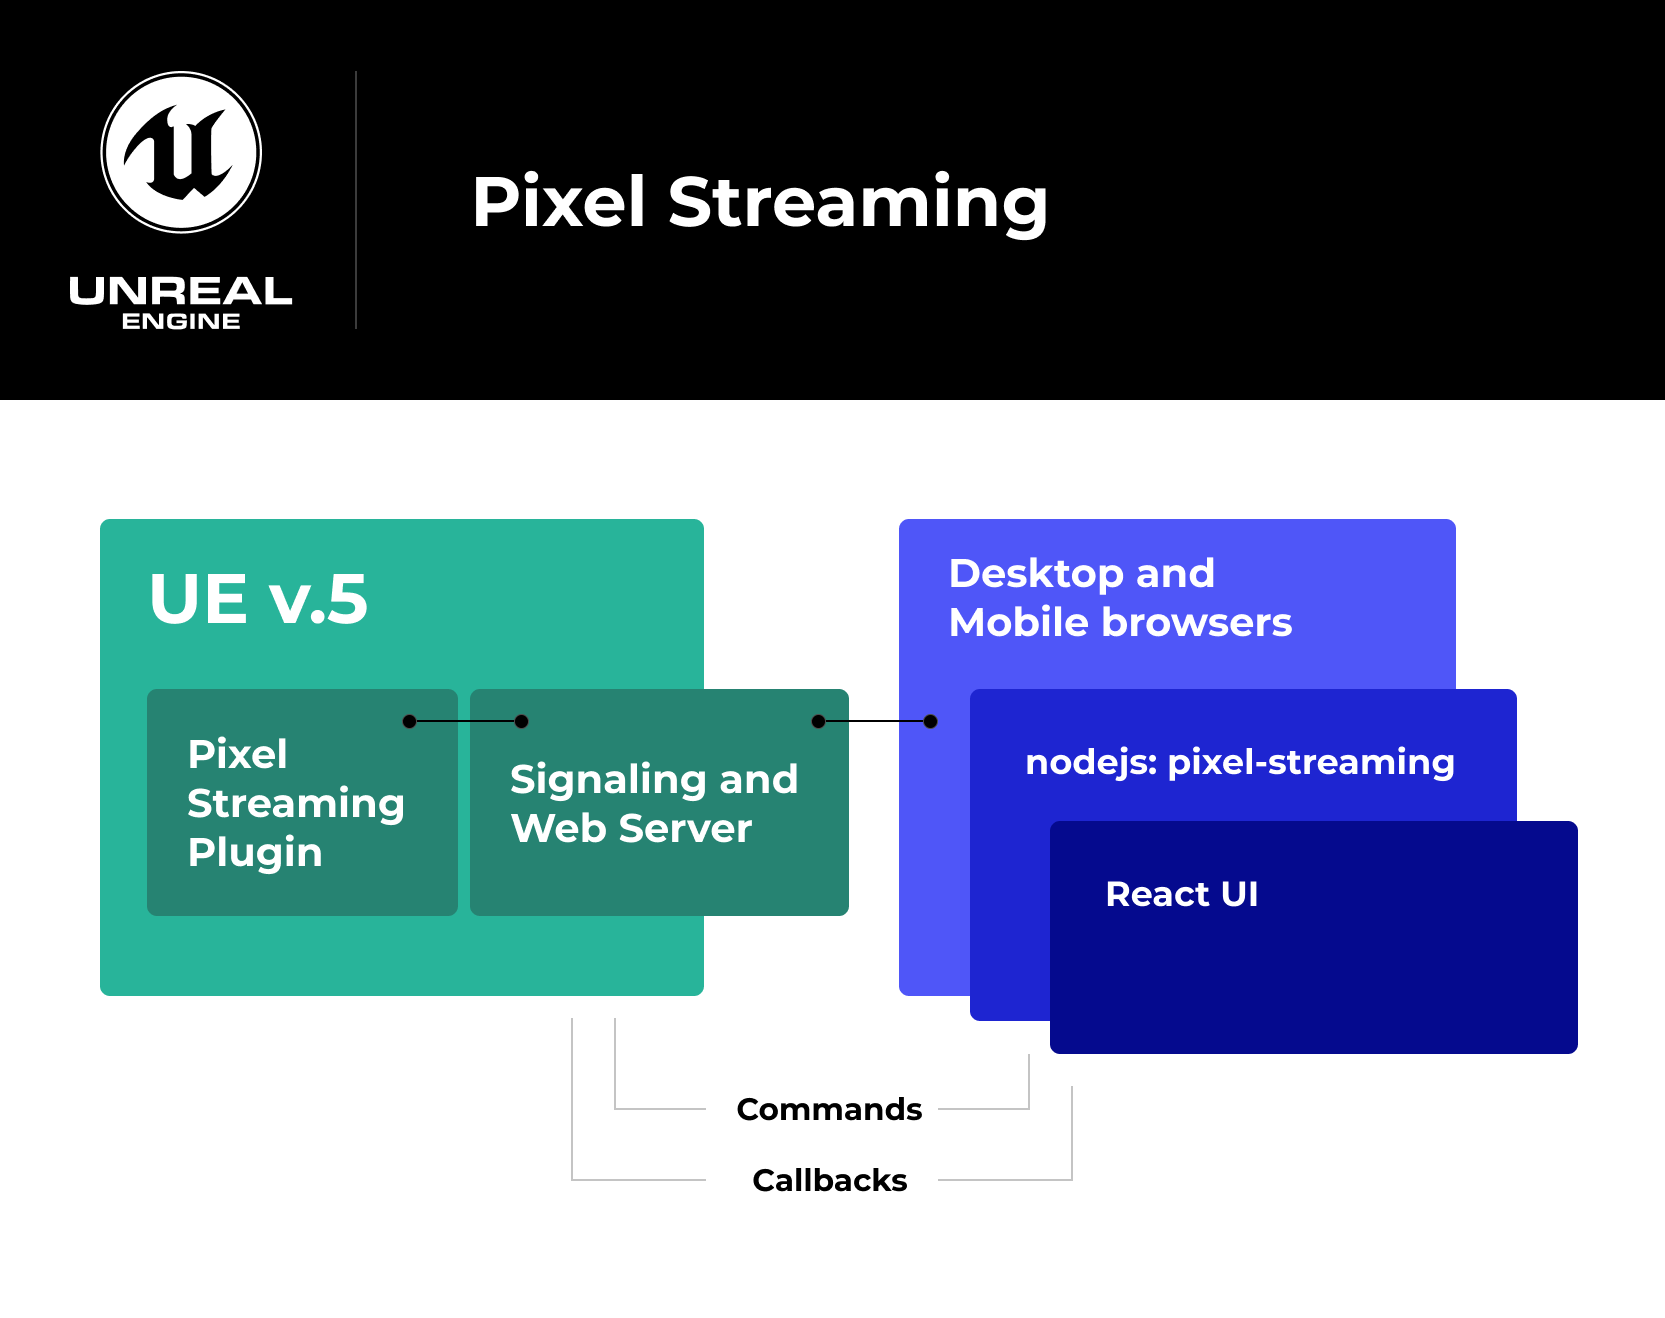 UNREAL
ENGINE
Pixel Streaming
UE v.5
Pixel
Streaming
Plugin
Signaling and
Web Server
Desktop and
Mobile browsers
nodejs: pixel-streaming
React UI
Commands
Callbacks